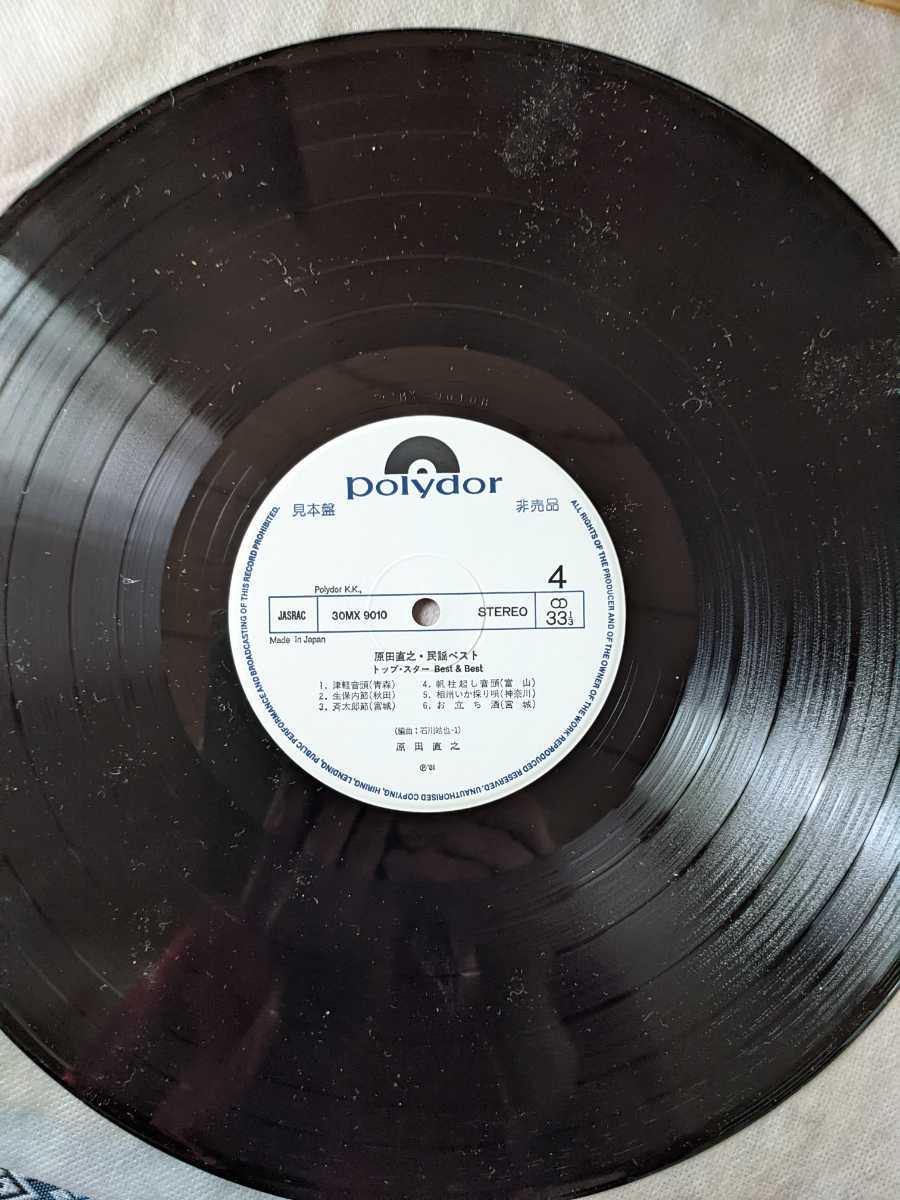 30MX 9010B
polydor
見本盤
非売品
4
Polydor K.K.,
JASRAC
30MX 9010
STEREO
33 1/3
Made in Japan
原田直之・民謡ベスト
トップ・スター Best & Best
1. 津軽音頭(青森)
2. 生保内節(秋田)
3. 斉太郎節(宮城)
4. 帆柱起し音頭(富山)
5. 相州いか採り唄(神奈川)
6. お立ち酒(宮城)
原田直之
ALL RIGHTS OF THE PRODUCER AND OF THE OWNER OF THE WORK REPRODUCED RESERVED. UNAUTHORISED COPYING, HIRING, LENDING, PUBLIC PERFORMANCE AND BROADCASTING OF THIS RECORD PROHIBITED.